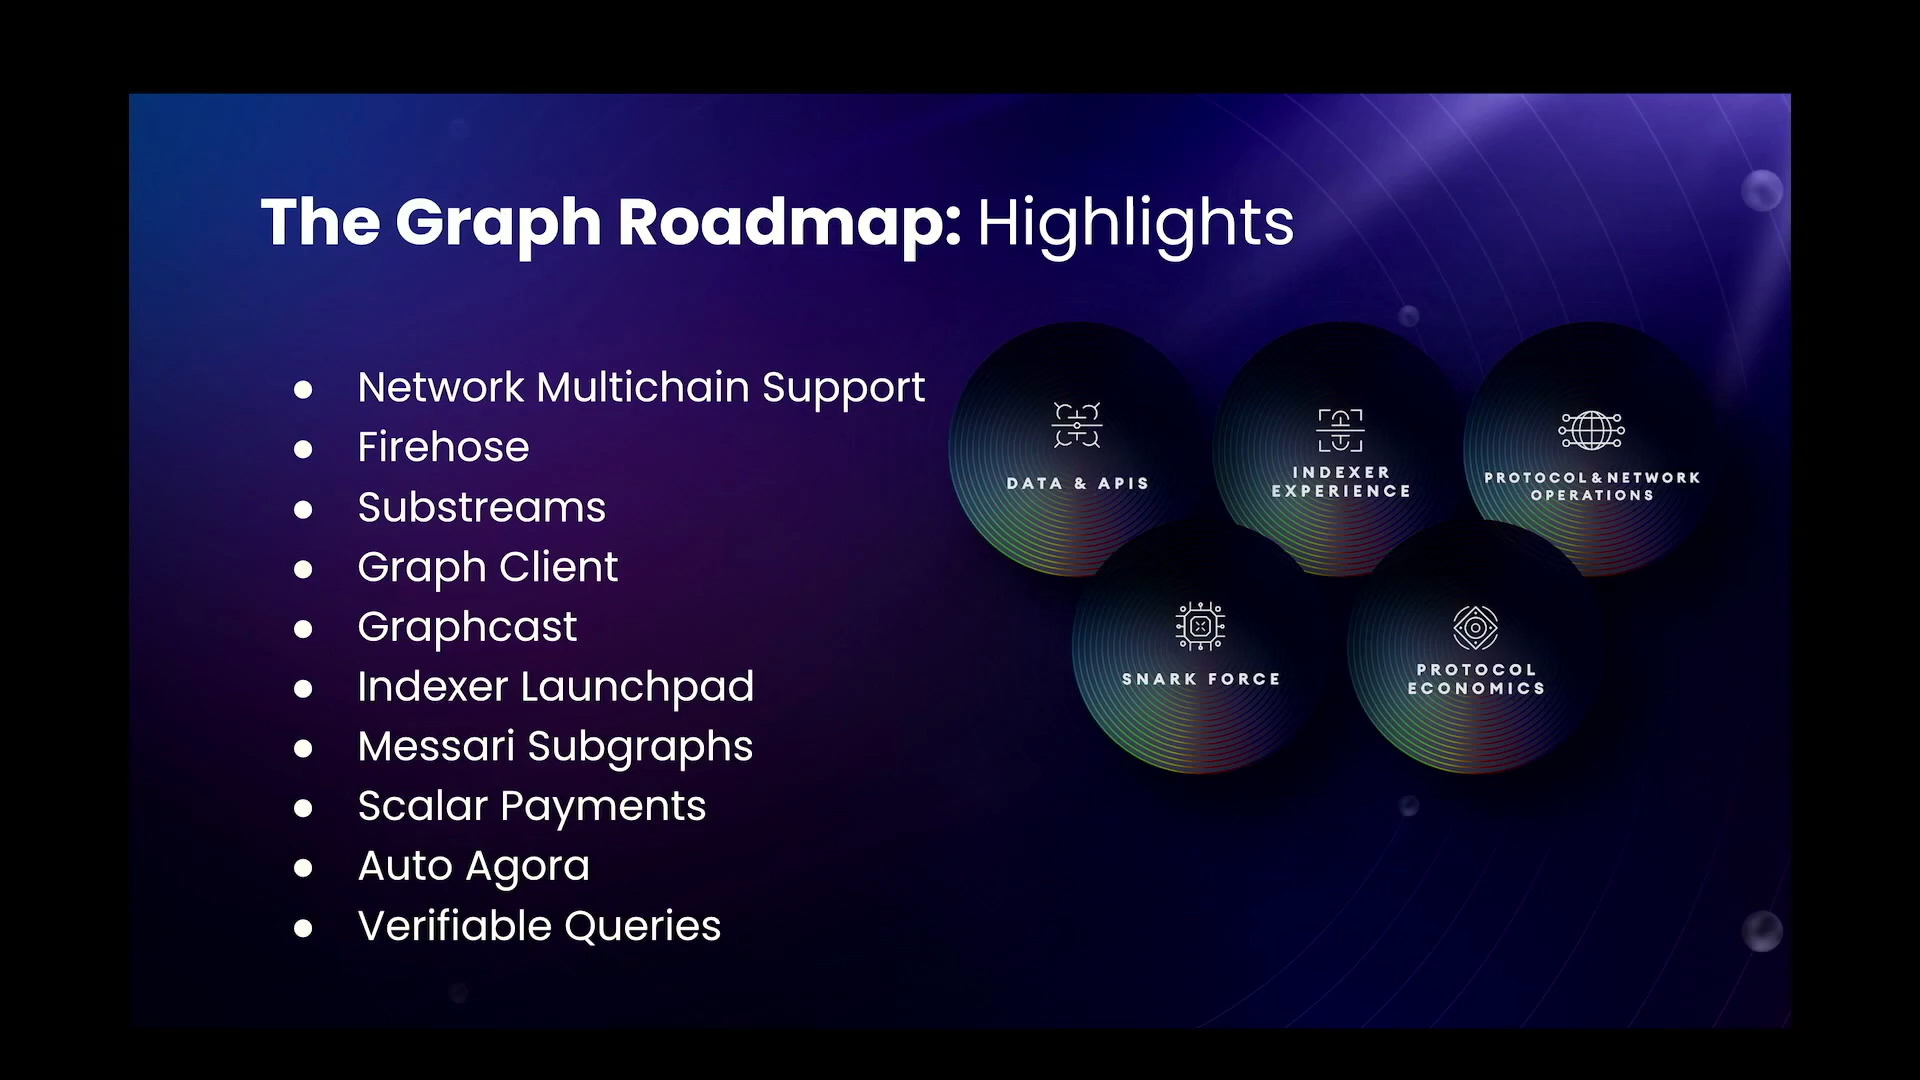 The Graph Roadmap: Highlights
● Network Multichain Support
● Firehose
● Substreams
● Graph Client
● Graphcast
● Indexer Launchpad
● Messari Subgraphs
● Scalar Payments
● Auto Agora
● Verifiable Queries
DATA & APIS
INDEXER
EXPERIENCE
PROTOCOL & NETWORK
OPERATIONS
SNARK FORCE
PROTOCOL
ECONOMICS